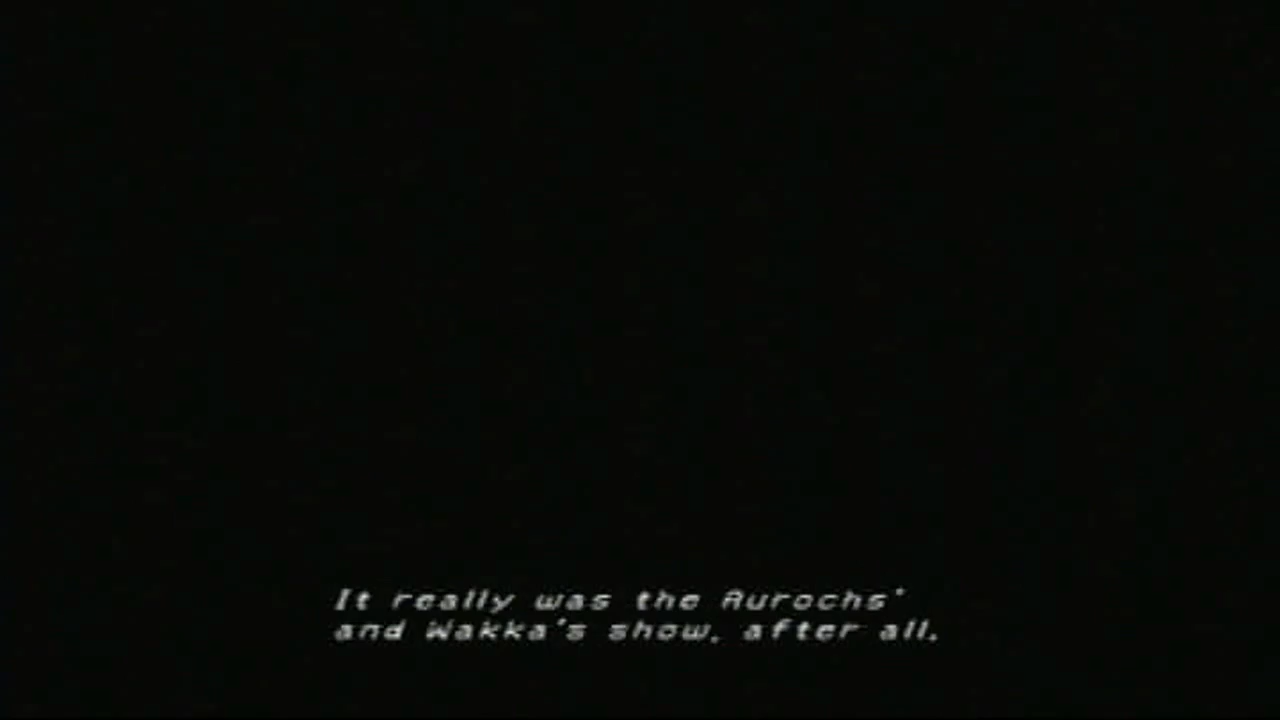 It really was the Aurochs'
and Wakka's show, after all.